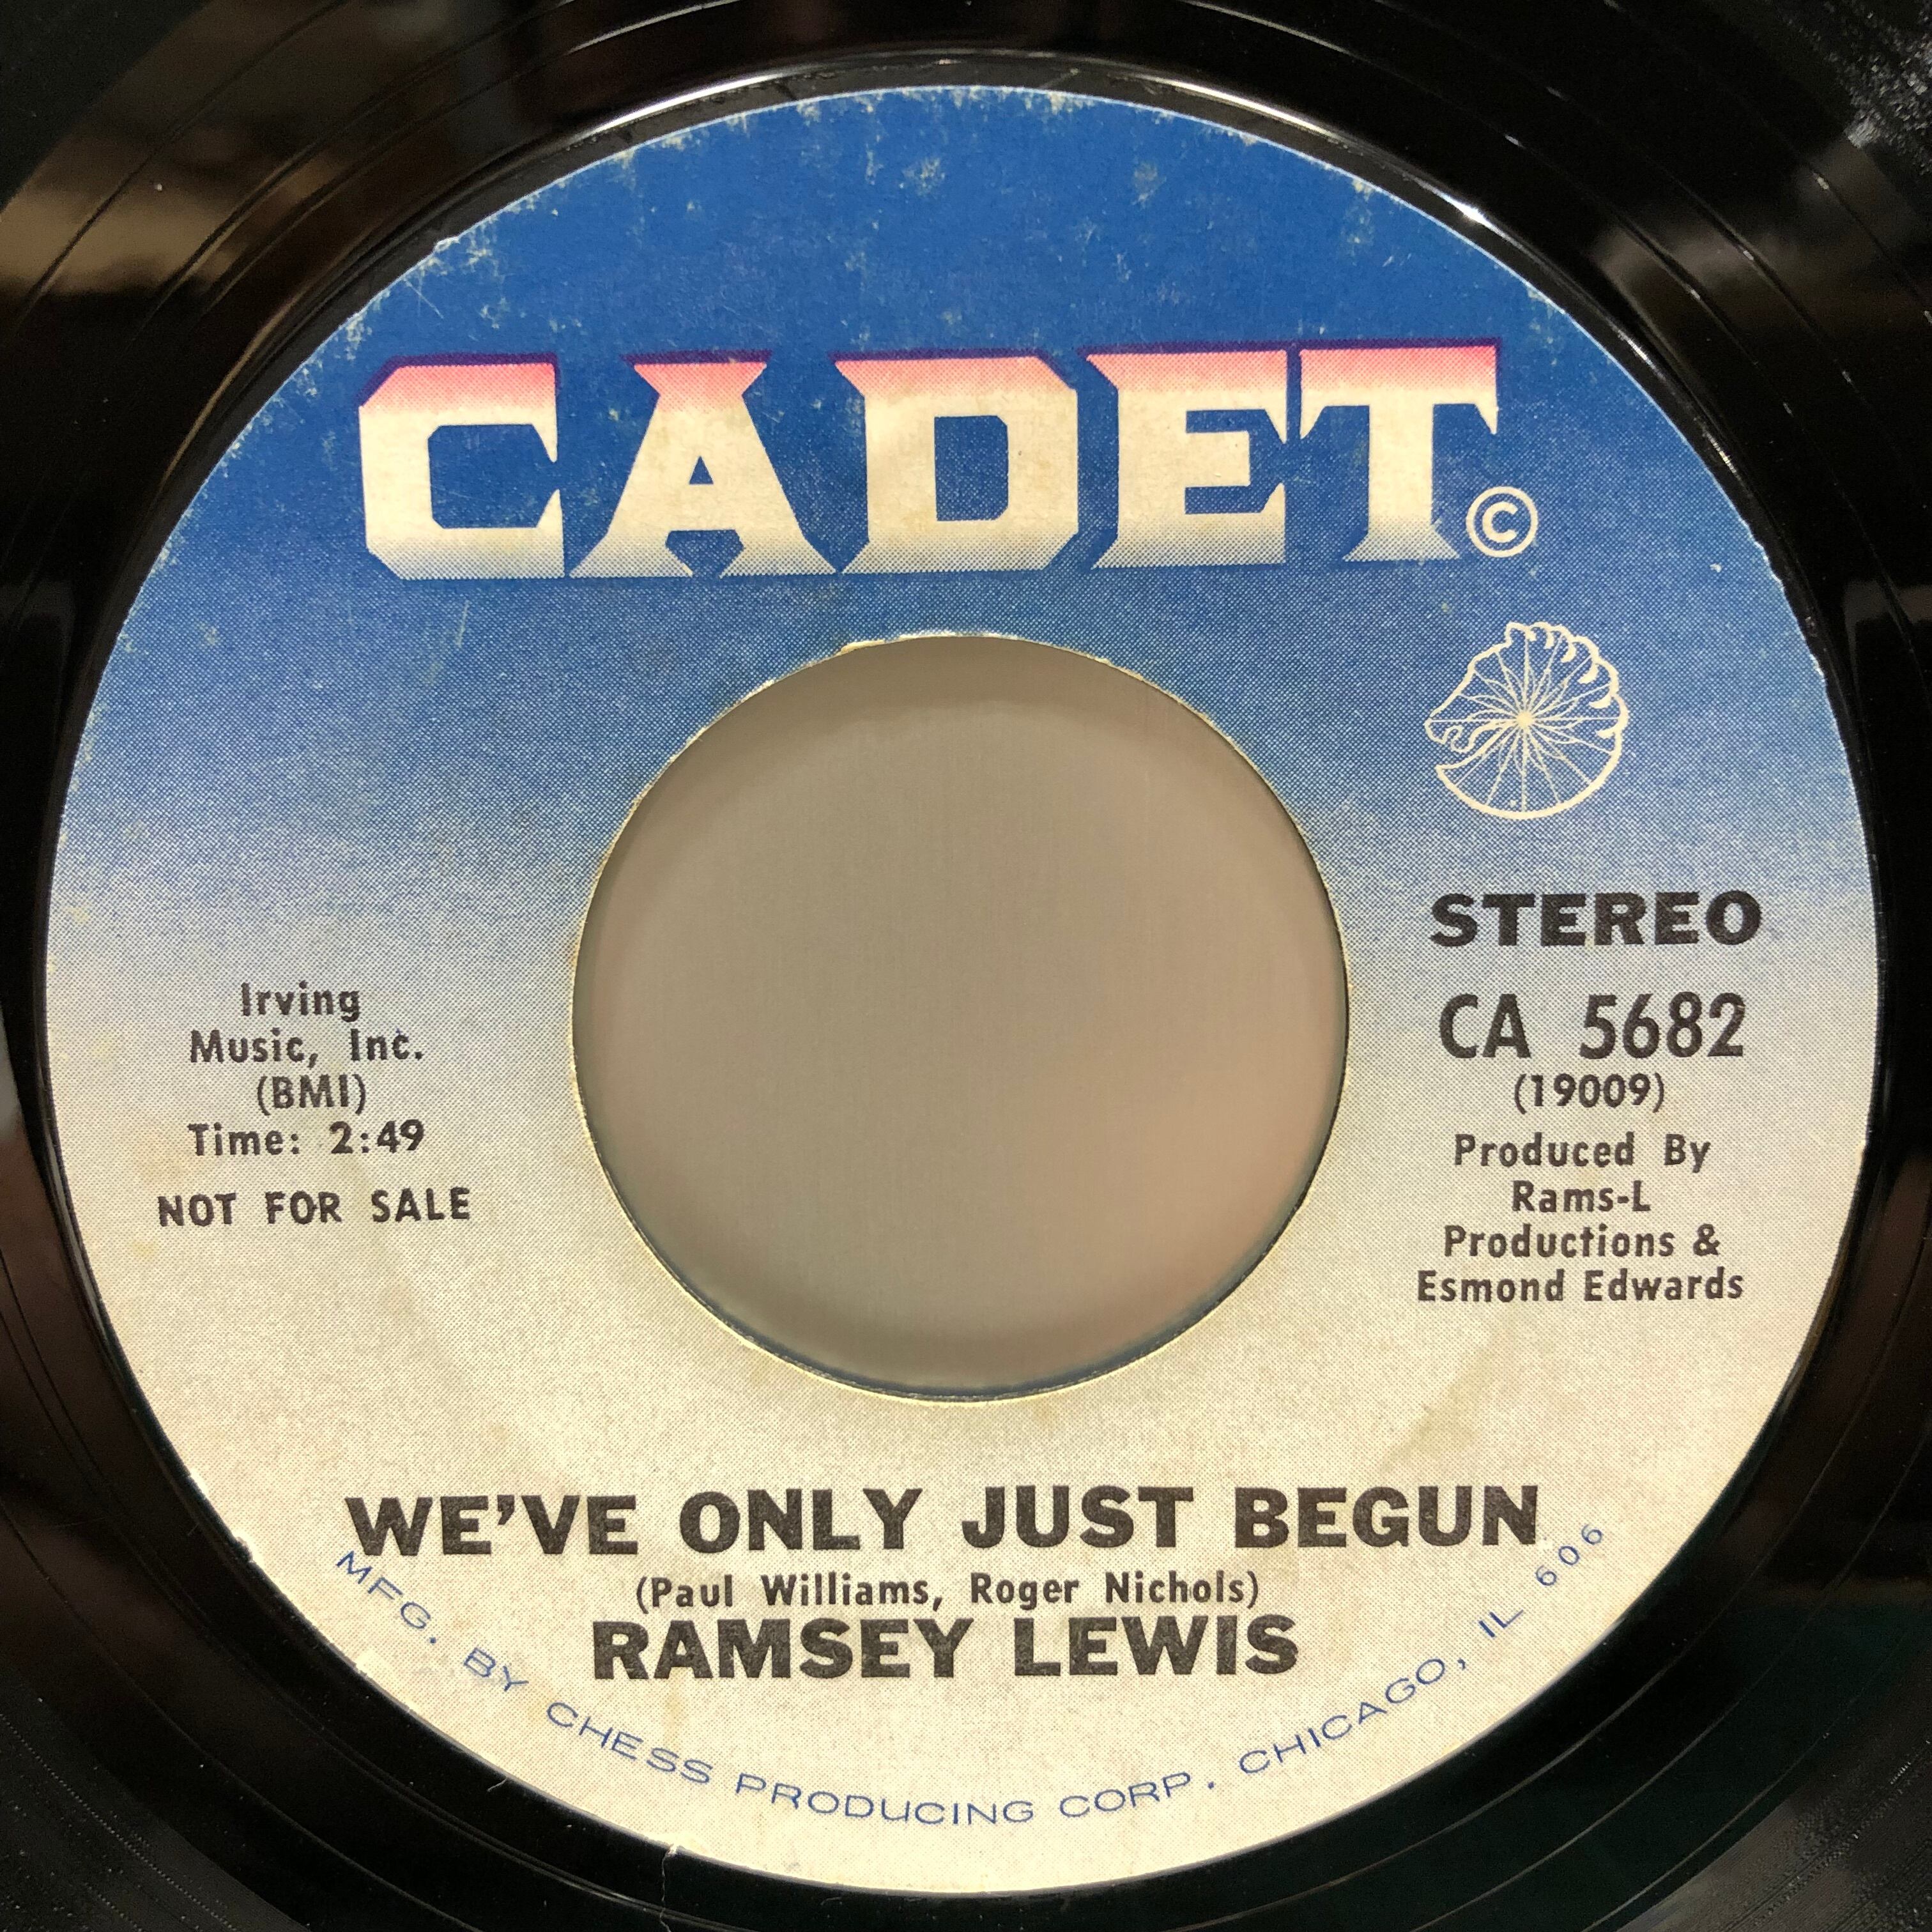 CADET©
STEREO
CA 5682
(19009)
Produced By
Rams-L
Productions &
Esmond Edwards
Irving
Music, Inc.
(BMI)
Time: 2:49
NOT FOR SALE
WE'VE ONLY JUST BEGUN
(Paul Williams, Roger Nichols)
RAMSEY LEWIS
MFG. BY CHESS PRODUCING CORP. CHICAGO, IL 606